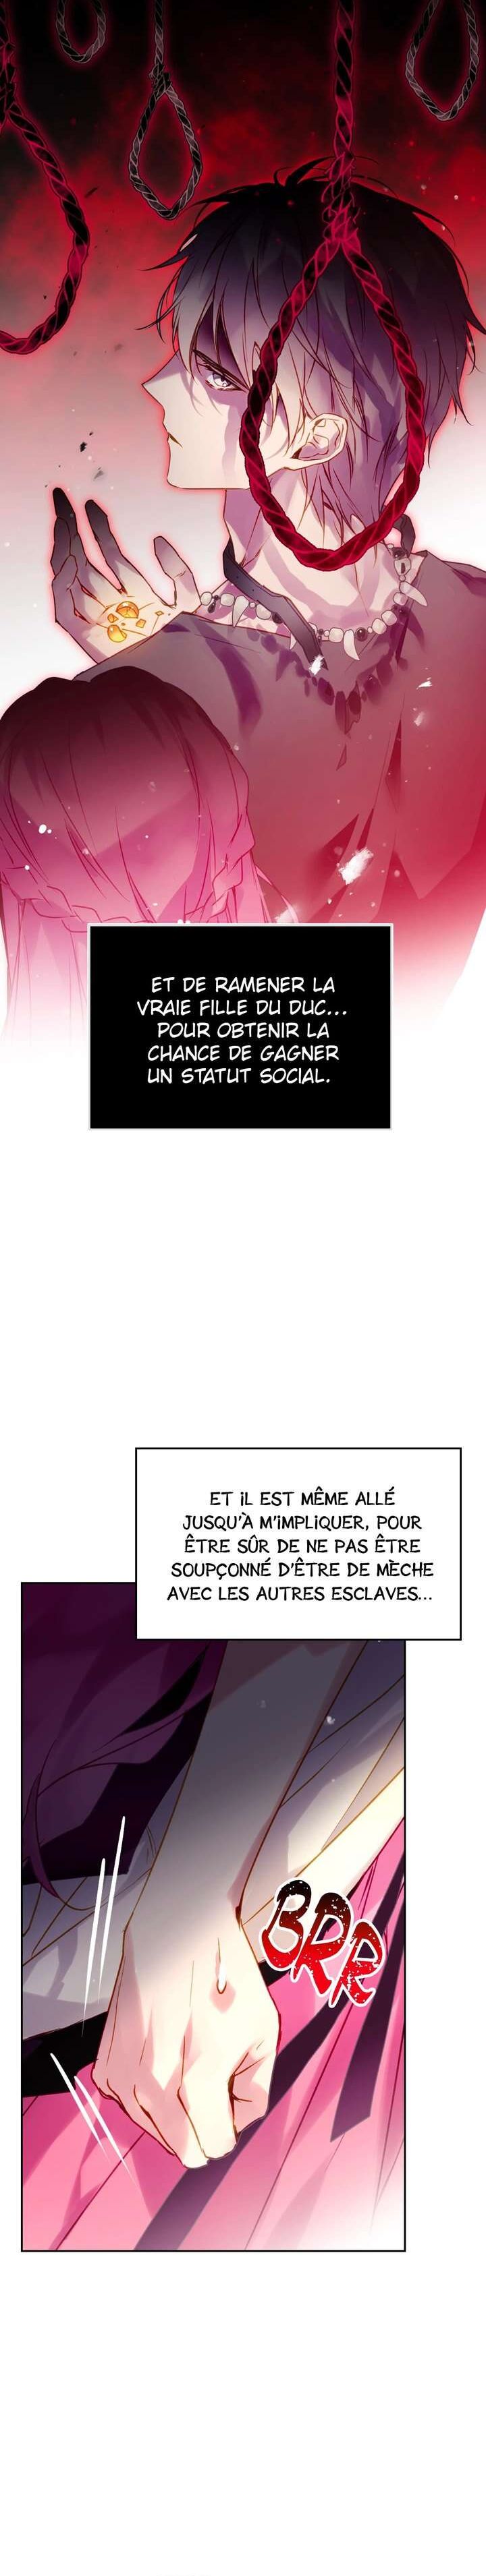 ET DE RAMENER LA
VRAIE FILLE DU DUC...
POUR OBTENIR LA
CHANCE DE GAGNER
UN STATUT SOCIAL.
ET IL EST MÊME ALLÉ
JUSQU'À M'IMPLIQUER, POUR
ÊTRE SÛR DE NE PAS ÊTRE
SOUPÇONNÉ D'ÊTRE DE MÈCHE
AVEC LES AUTRES ESCLAVES...
BRR